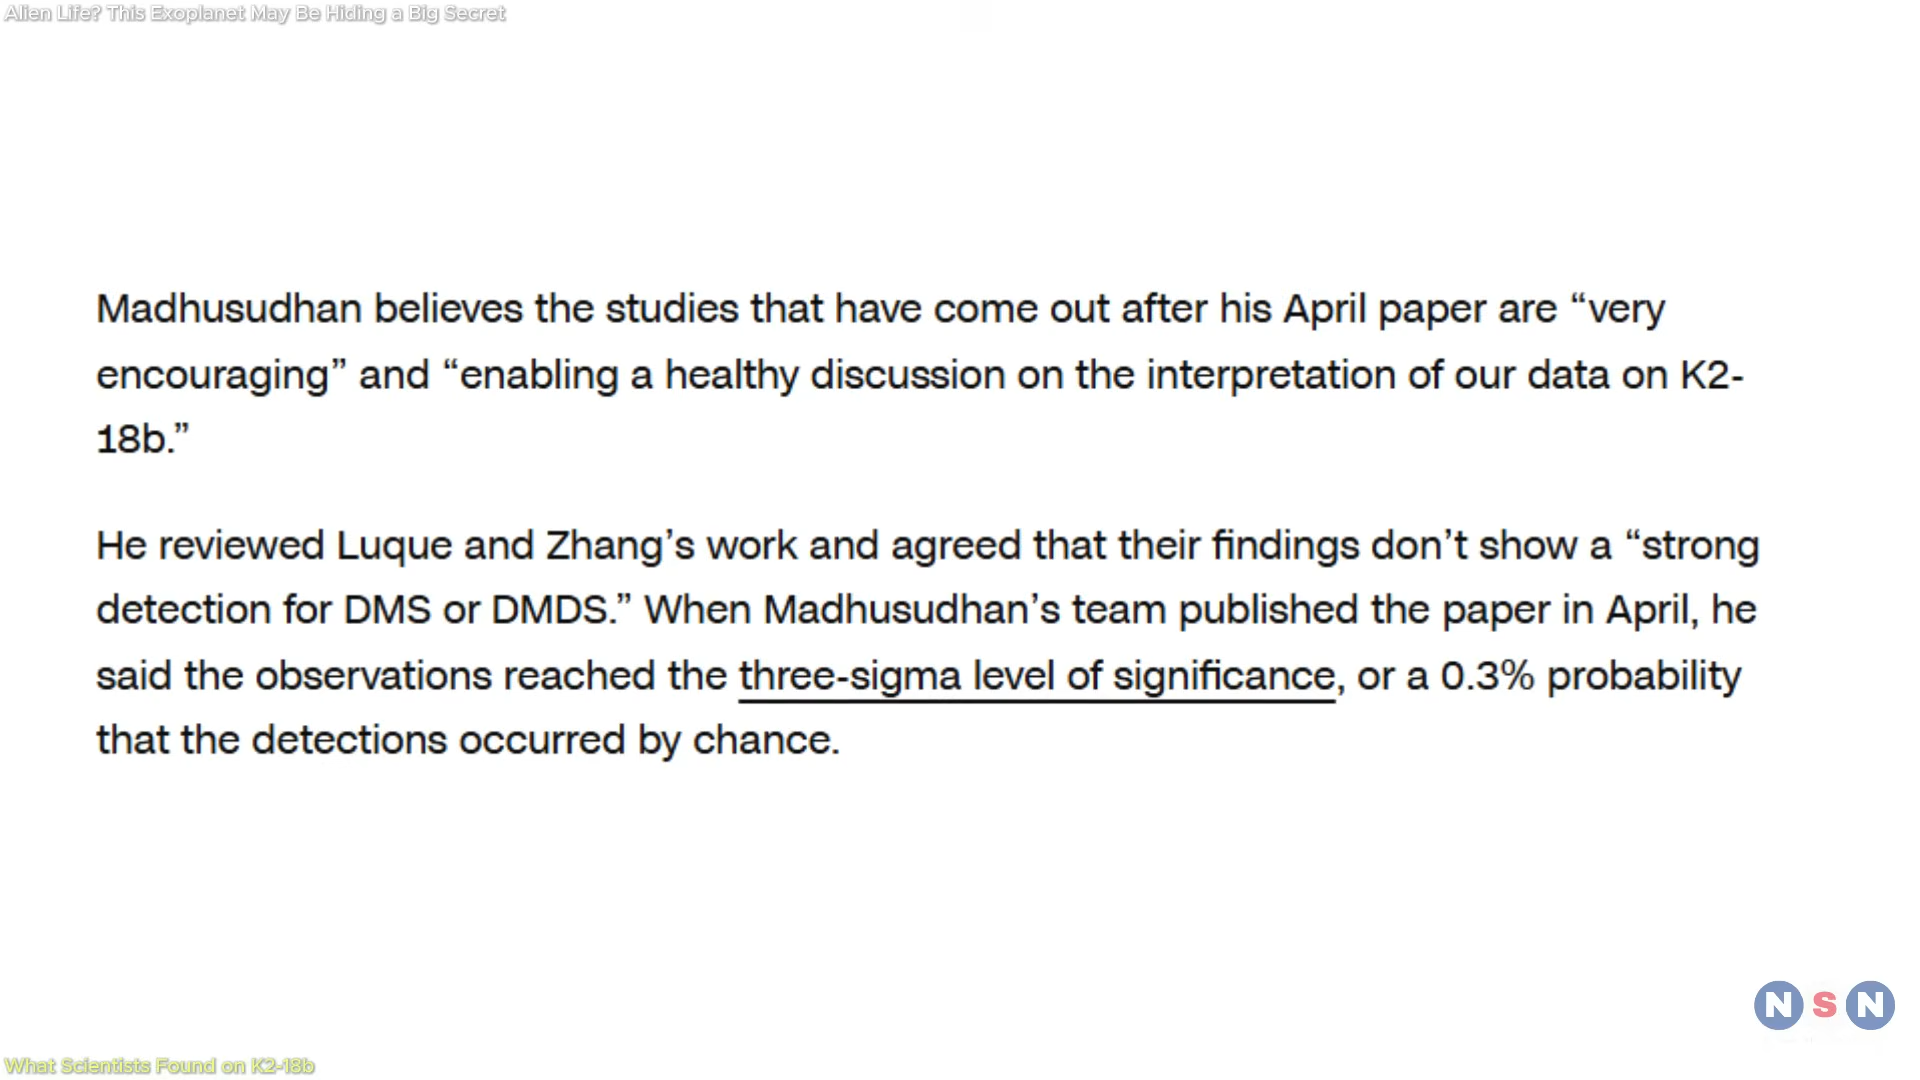 Alien Life? This Exoplanet May Be Hiding a Big Secret
Madhusudhan believes the studies that have come out after his April paper are “very
encouraging” and “enabling a healthy discussion on the interpretation of our data on K2-
18b.”
He reviewed Luque and Zhang’s work and agreed that their findings don’t show a “strong
detection for DMS or DMDS.” When Madhusudhan’s team published the paper in April, he
said the observations reached the three-sigma level of significance, or a 0.3% probability
that the detections occurred by chance.
N S N
What Scientists Found on K2-18b